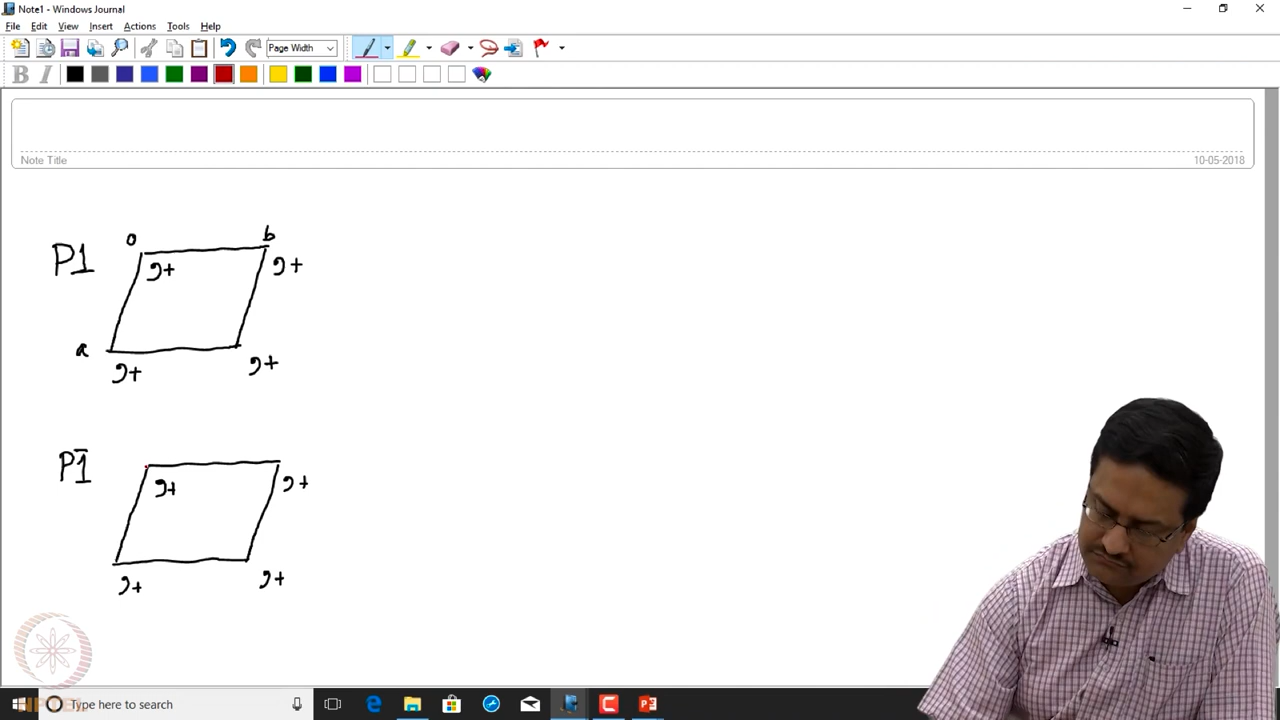 Note1 - Windows Journal
File Edit View Insert Actions Tools Help
Page Width
B I
Note Title 10-05-2018
o b
P1 9+ 9+
a
9+ 9+
P1̄
9+ 9+
9+ 9+
Type here to search